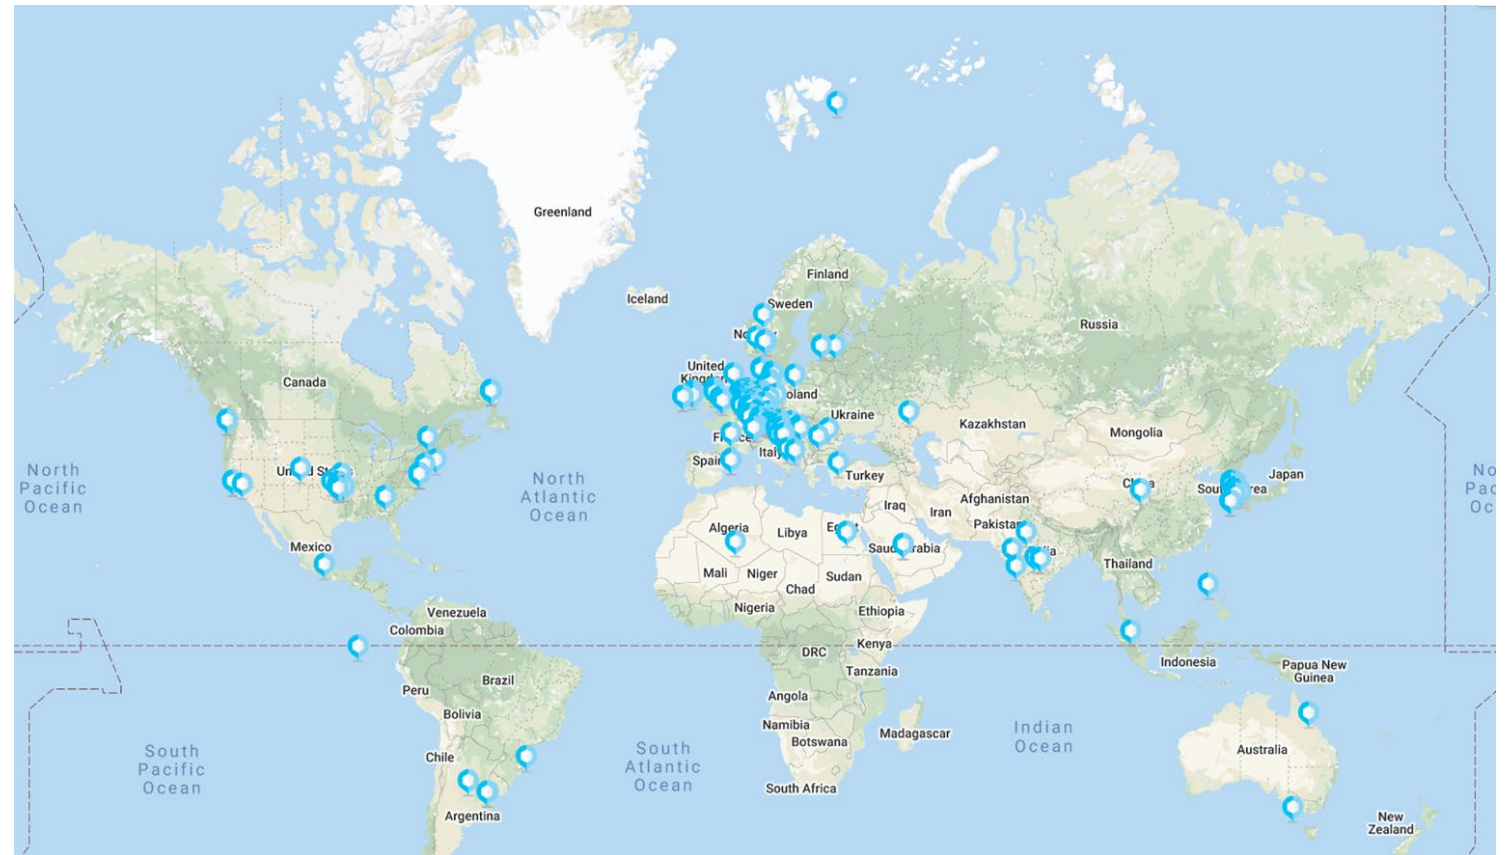 Greenland
Iceland
Finland
Sweden
Russia
United
Canada
Ukraine
Kazakhstan
Mongolia
North
Pacific
Ocean
North
Atlantic
Ocean
Turkey
Japan
Iraq
Iran
Afghanistan
Algeria
Libya
Mexico
Mali
Niger
Chad
Sudan
Thailand
Nigeria
Ethiopia
Venezuela
Colombia
DRC
Kenya
Tanzania
Indonesia
Papua New
Guinea
Peru
Brazil
Bolivia
Angola
Namibia
Botswana
Madagascar
Indian
Ocean
Australia
South
Pacific
Ocean
Chile
South
Atlantic
Ocean
South Africa
Argentina
New
Zealand